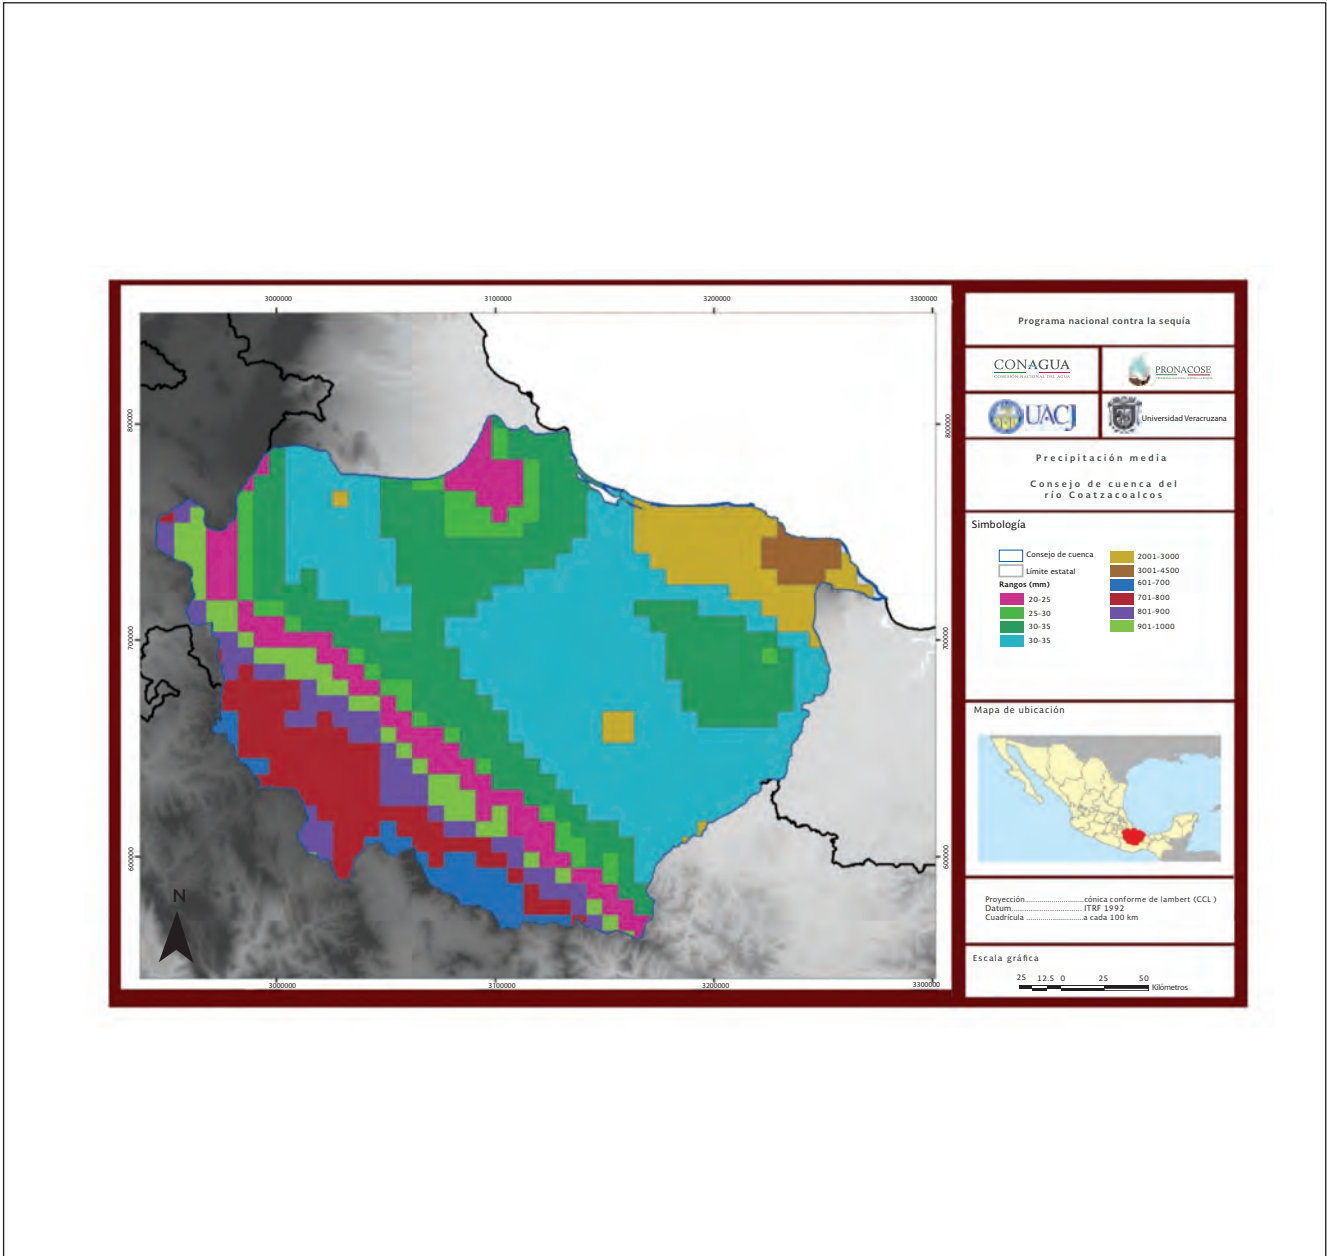 3000000
3100000
3200000
3300000
800000
700000
600000
800000
700000
600000
N
3000000
3100000
3200000
3300000
Programa nacional contra la sequía
CONAGUA
COMISIÓN NACIONAL DEL AGUA
PRONACOSE
UACJ
Universidad Veracruzana
Precipitación media
Consejo de cuenca del
río Coatzacoalcos
Simbología
Consejo de cuenca
Límite estatal
Rangos (mm)
20-25
25-30
30-35
30-35
2001-3000
3001-4500
601-700
701-800
801-900
901-1000
Mapa de ubicación
Proyección..........................cónica conforme de lambert (CCL )
Datum............................... ITRF 1992
Cuadrícula .........................a cada 100 km
Escala gráfica
25 12.5 0 25 50
Kilómetros